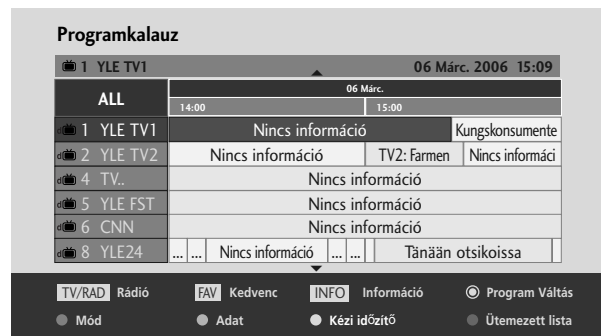 Programkalauz
1 YLE TV1 06 Márc. 2006 15:09
ALL 06 Márc.
14:00 15:00
1 YLE TV1 Nincs információ Kungskonsumente
2 YLE TV2 Nincs információ TV2: Farmen Nincs informáci
4 TV.. Nincs információ
5 YLE FST Nincs információ
6 CNN Nincs információ
8 YLE24 ... ... Nincs információ ... ... Tänään otsikoissa
TV/RAD Rádió FAV Kedvenc INFO Információ Program Váltás
Mód Adat Kézi időzítő Ütemezett lista